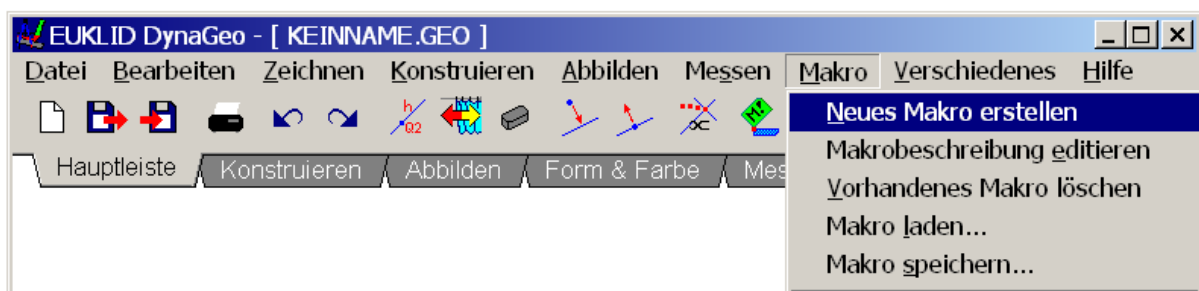 EUKLID DynaGeo - [ KEINNAME.GEO ]
Datei Bearbeiten Zeichnen Konstruieren Abbilden Messen Makro Verschiedenes Hilfe
Neues Makro erstellen
Makrobeschreibung editieren
Vorhandenes Makro löschen
Makro laden...
Makro speichern...
Hauptleiste Konstruieren Abbilden Form & Farbe Mes